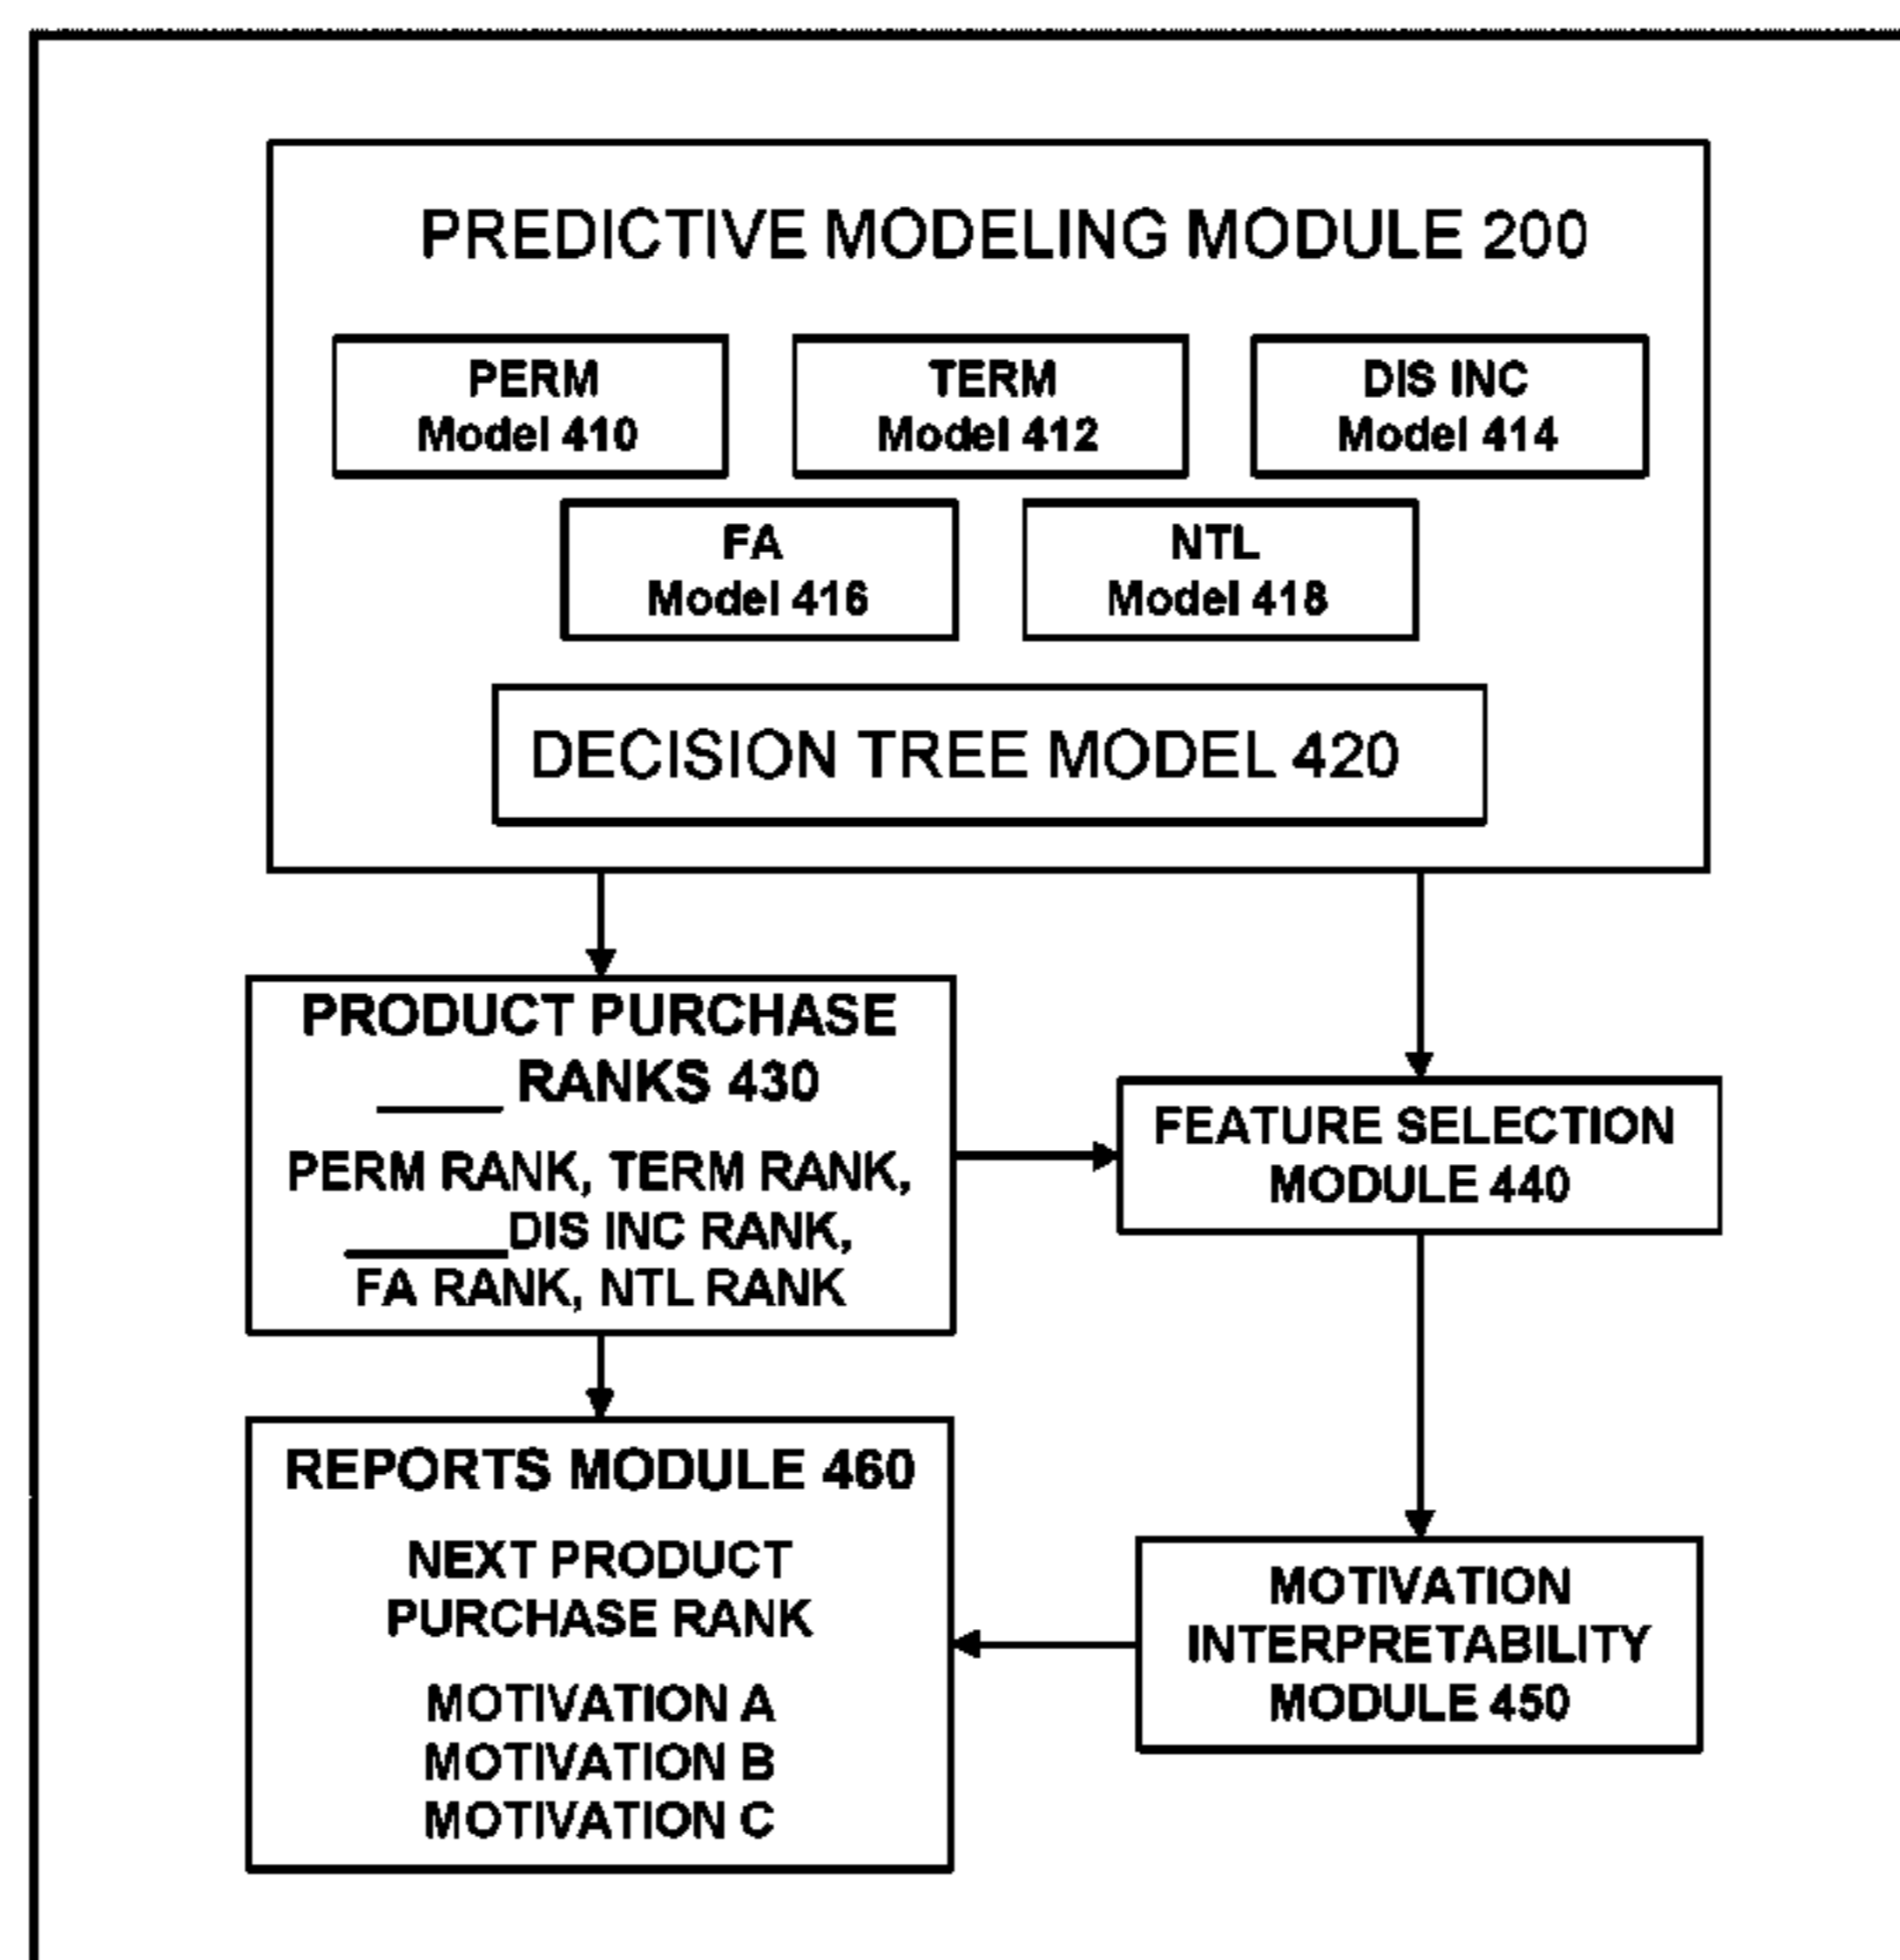 PREDICTIVE MODELING MODULE 200
PERM
Model 410
TERM
Model 412
DIS INC
Model 414
FA
Model 416
NTL
Model 418
DECISION TREE MODEL 420
PRODUCT PURCHASE
____ RANKS 430
PERM RANK, TERM RANK,
_____DIS INC RANK,
FA RANK, NTL RANK
FEATURE SELECTION
MODULE 440
REPORTS MODULE 460
NEXT PRODUCT
PURCHASE RANK
MOTIVATION A
MOTIVATION B
MOTIVATION C
MOTIVATION
INTERPRETABILITY
MODULE 450